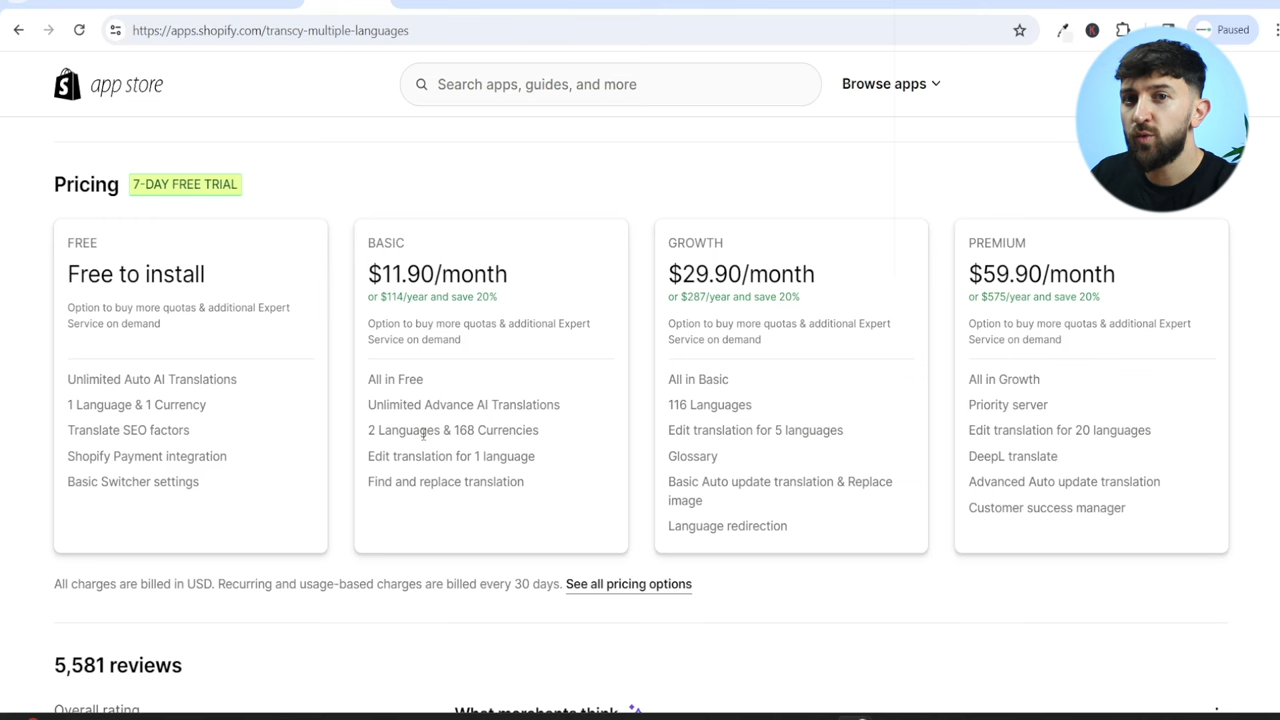 https://apps.shopify.com/transcy-multiple-languages
Paused
app store
Search apps, guides, and more
Browse apps
Pricing
7-DAY FREE TRIAL
FREE
Free to install
Option to buy more quotas & additional Expert
Service on demand
Unlimited Auto AI Translations
1 Language & 1 Currency
Translate SEO factors
Shopify Payment integration
Basic Switcher settings
BASIC
$11.90/month
or $114/year and save 20%
Option to buy more quotas & additional Expert
Service on demand
All in Free
Unlimited Advance AI Translations
2 Languages & 168 Currencies
Edit translation for 1 language
Find and replace translation
GROWTH
$29.90/month
or $287/year and save 20%
Option to buy more quotas & additional Expert
Service on demand
All in Basic
116 Languages
Edit translation for 5 languages
Glossary
Basic Auto update translation & Replace
image
Language redirection
PREMIUM
$59.90/month
or $575/year and save 20%
Option to buy more quotas & additional Expert
Service on demand
All in Growth
Priority server
Edit translation for 20 languages
DeepL translate
Advanced Auto update translation
Customer success manager
All charges are billed in USD. Recurring and usage-based charges are billed every 30 days. See all pricing options
5,581 reviews
Overall rating
What merchants think